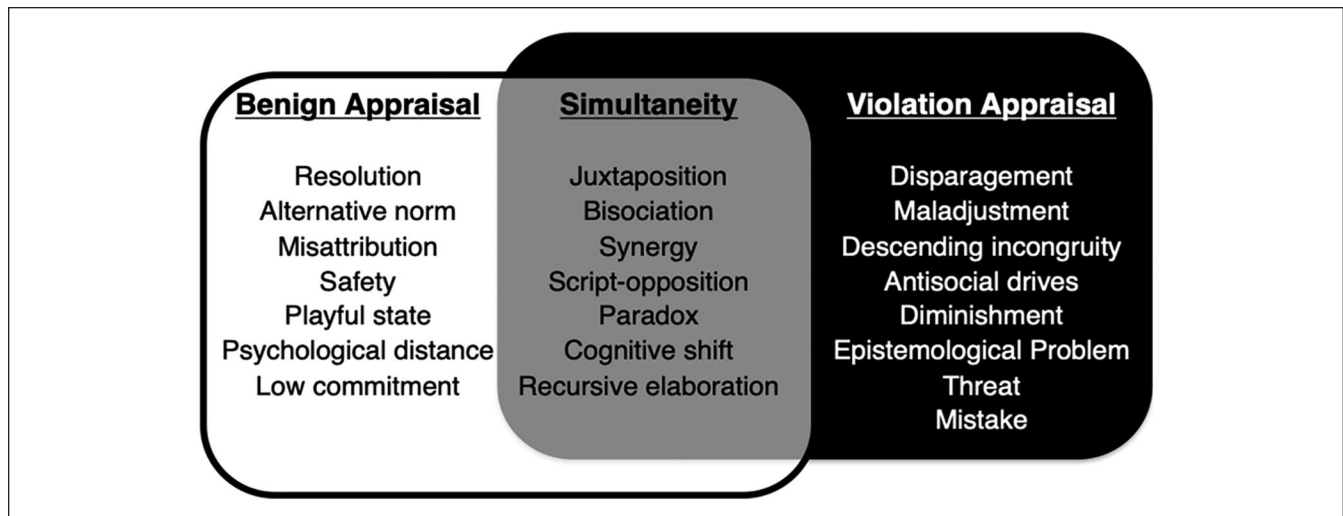 Benign Appraisal
Resolution
Alternative norm
Misattribution
Safety
Playful state
Psychological distance
Low commitment
Simultaneity
Juxtaposition
Bisociation
Synergy
Script-opposition
Paradox
Cognitive shift
Recursive elaboration
Violation Appraisal
Disparagement
Maladjustment
Descending incongruity
Antisocial drives
Diminishment
Epistemological Problem
Threat
Mistake